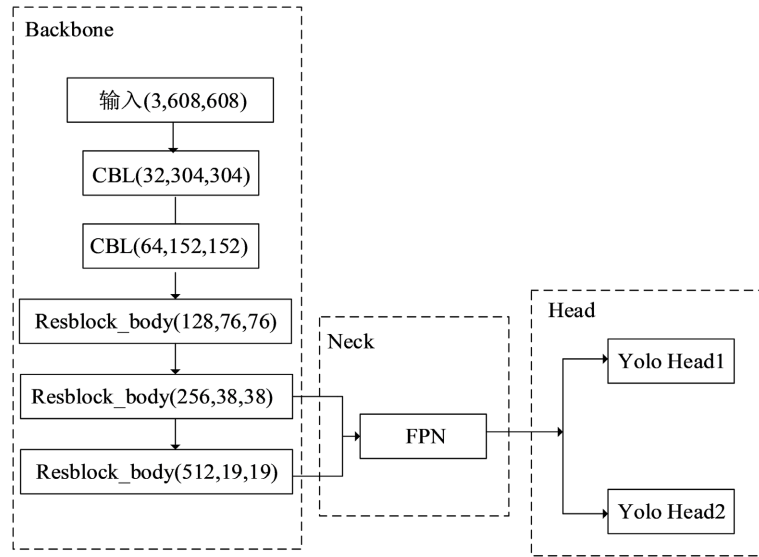 Backbone
输入(3,608,608)
CBL(32,304,304)
CBL(64,152,152)
Resblock_body(128,76,76)
Resblock_body(256,38,38)
Resblock_body(512,19,19)
Neck
FPN
Head
Yolo Head1
Yolo Head2